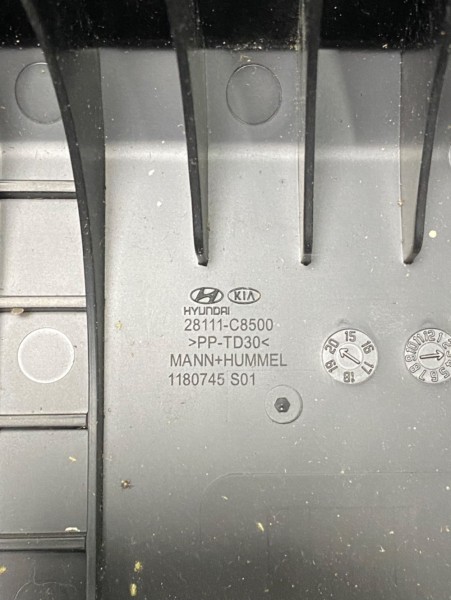 HYUNDAI KIA
28111-C8500
>PP-TD30<
MANN+HUMMEL
1180745 S01
15 16 17 18 19 20